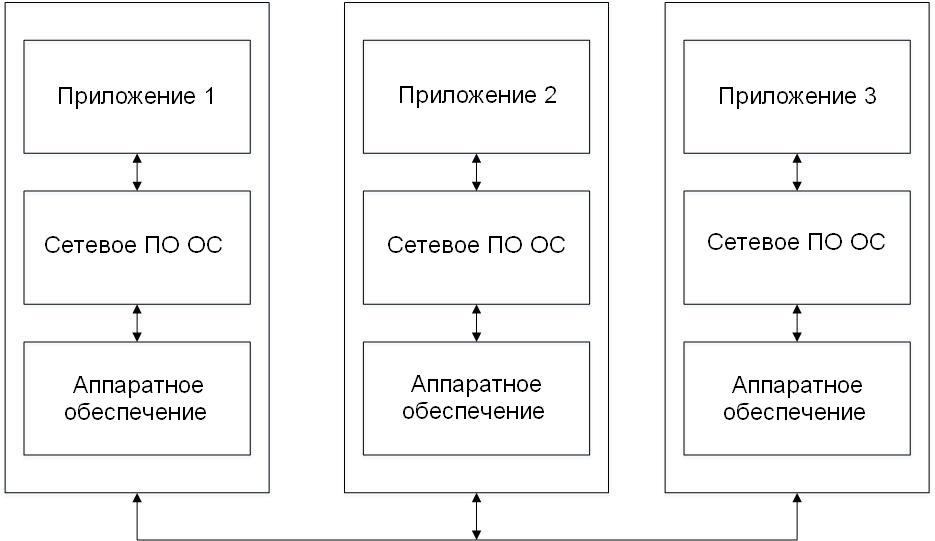 Приложение 1
Сетевое ПО ОС
Аппаратное
обеспечение
Приложение 2
Сетевое ПО ОС
Аппаратное
обеспечение
Приложение 3
Сетевое ПО ОС
Аппаратное
обеспечение